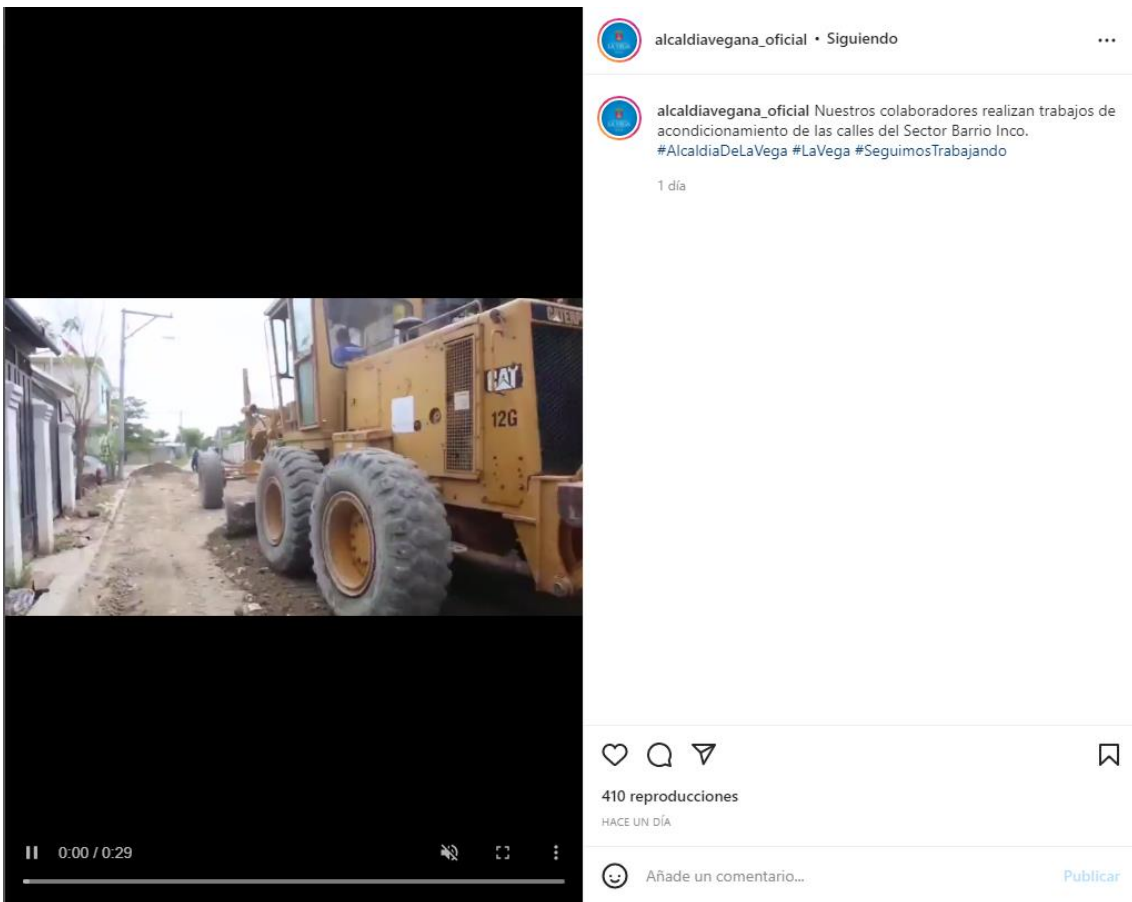 alcaldiavegana_oficial • Siguiendo
alcaldiavegana_oficial Nuestros colaboradores realizan trabajos de
acondicionamiento de las calles del Sector Barrio Inco.
#AlcaldiaDeLaVega #LaVega #SeguimosTrabajando
1 día
CAT
12G
410 reproducciones
HACE UN DÍA
0:00 / 0:29
Añade un comentario...
Publicar